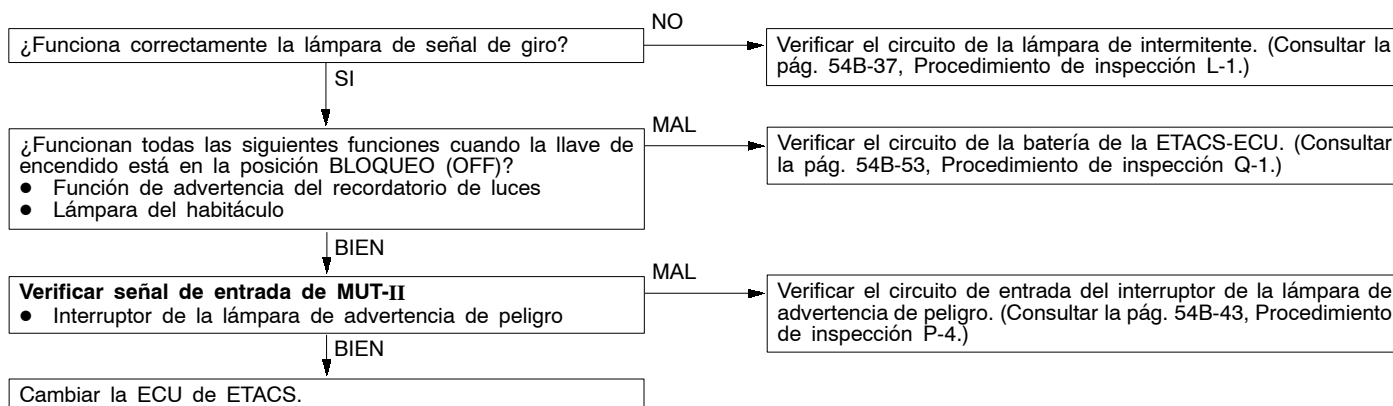 ¿Funciona correctamente la lámpara de señal de giro?
NO
Verificar el circuito de la lámpara de intermitente. (Consultar la
pág. 54B-37, Procedimiento de inspección L-1.)
SI
¿Funcionan todas las siguientes funciones cuando la llave de
encendido está en la posición BLOQUEO (OFF)?
● Función de advertencia del recordatorio de luces
● Lámpara del habitáculo
MAL
Verificar el circuito de la batería de la ETACS-ECU. (Consultar
la pág. 54B-53, Procedimiento de inspección Q-1.)
BIEN
Verificar señal de entrada de MUT-II
● Interruptor de la lámpara de advertencia de peligro
MAL
Verificar el circuito de entrada del interruptor de la lámpara de
advertencia de peligro. (Consultar la pág. 54B-43, Procedimiento
de inspección P-4.)
BIEN
Cambiar la ECU de ETACS.